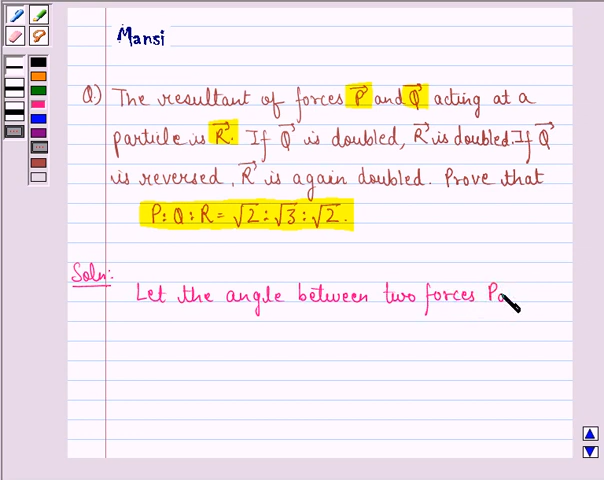 Mansi
Q.) The resultant of forces P⃗ and Q⃗ acting at a
particle is R⃗. If Q⃗ is doubled, R⃗ is doubled. If Q⃗
is reversed, R⃗ is again doubled. Prove that
P:Q:R = √2:√3:√2.
Soln:
Let the angle between two forces Pa